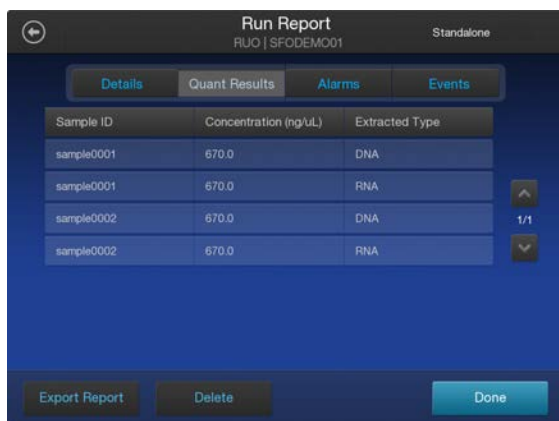 Run Report
RUO | SFODEMO01
Standalone
Details Quant Results Alarms Events
Sample ID Concentration (ng/uL) Extracted Type
sample0001 670.0 DNA
sample0001 670.0 RNA
sample0002 670.0 DNA
sample0002 670.0 RNA
1/1
Export Report Delete Done